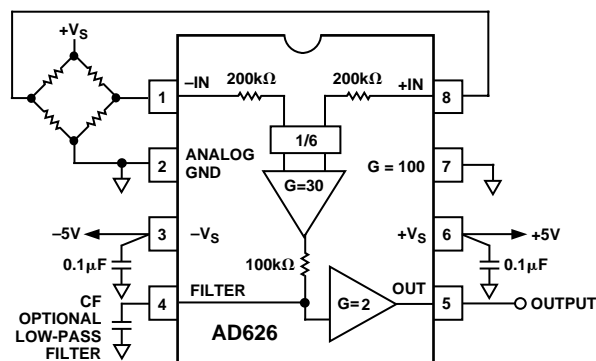 +VS
–IN
200kΩ
200kΩ
+IN
1
8
1/6
2
ANALOG
GND
G=30
G = 100
7
–5V
3
–VS
+VS
6
+5V
0.1µF
100kΩ
0.1µF
CF
OPTIONAL
LOW-PASS
FILTER
4
FILTER
G=2
OUT
5
OUTPUT
AD626